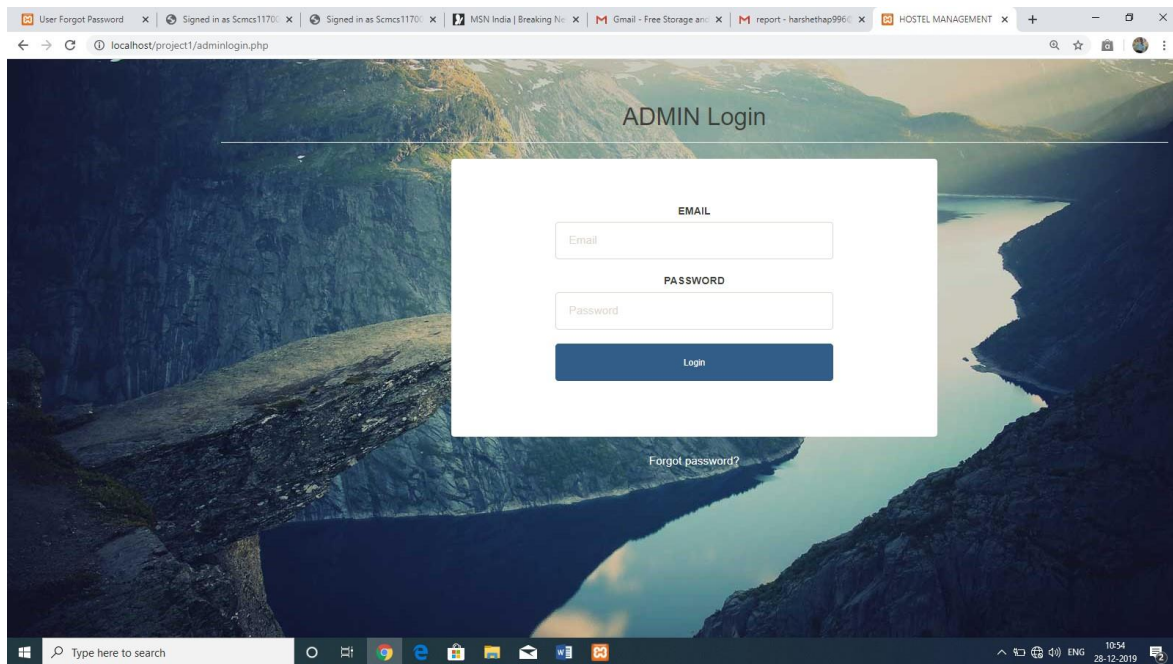 User Forgot Password
Signed in as Scmcs1170
Signed in as Scmcs1170
MSN India | Breaking Ne
Gmail - Free Storage and
report - harshethap996
HOSTEL MANAGEMENT
localhost/project1/adminlogin.php
ADMIN Login
EMAIL
Email
PASSWORD
Password
Login
Forgot password?
Type here to search
ENG
10:54
28-12-2019